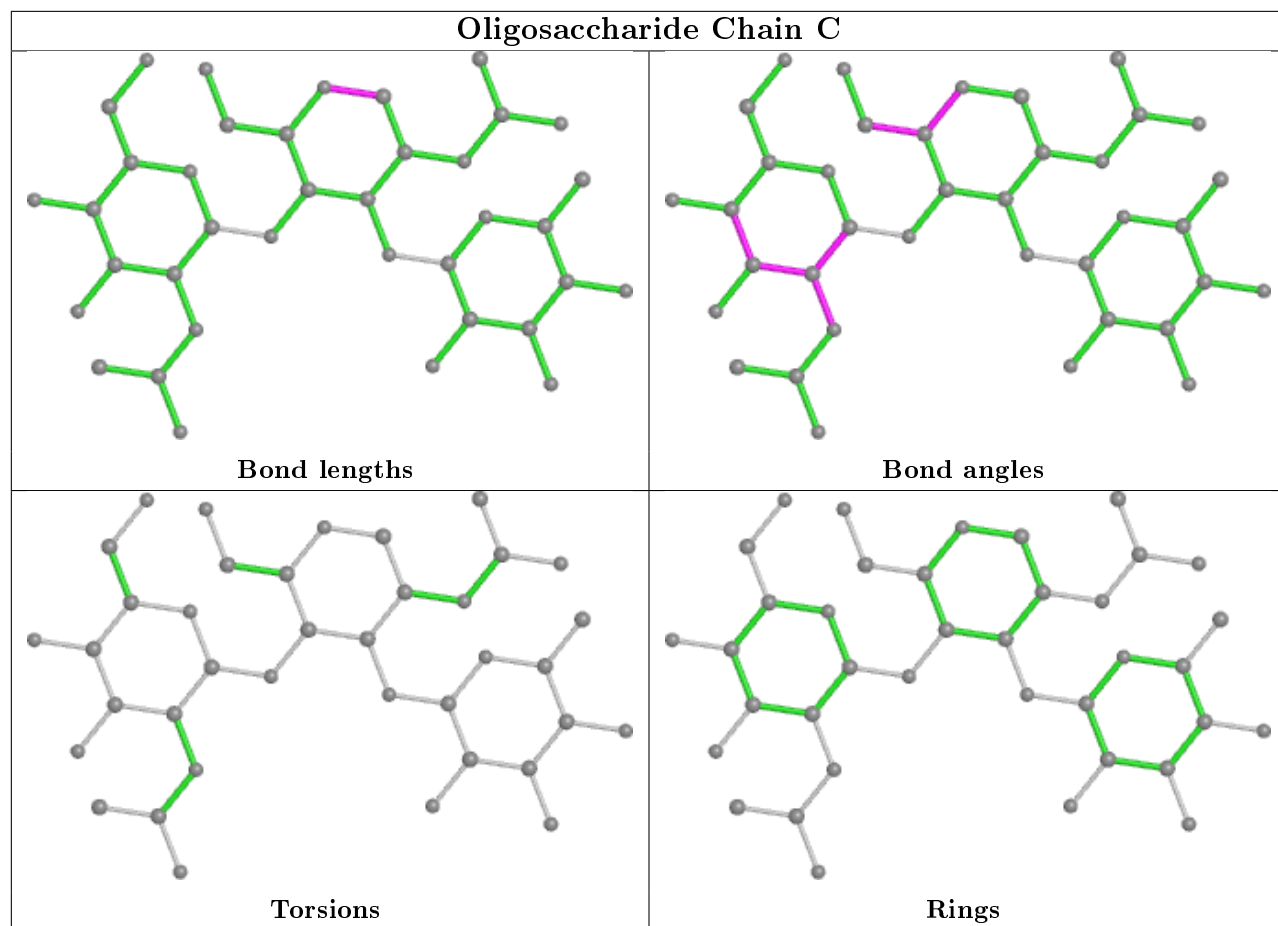 Oligosaccharide Chain C
Bond lengths
Bond angles
Torsions
Rings